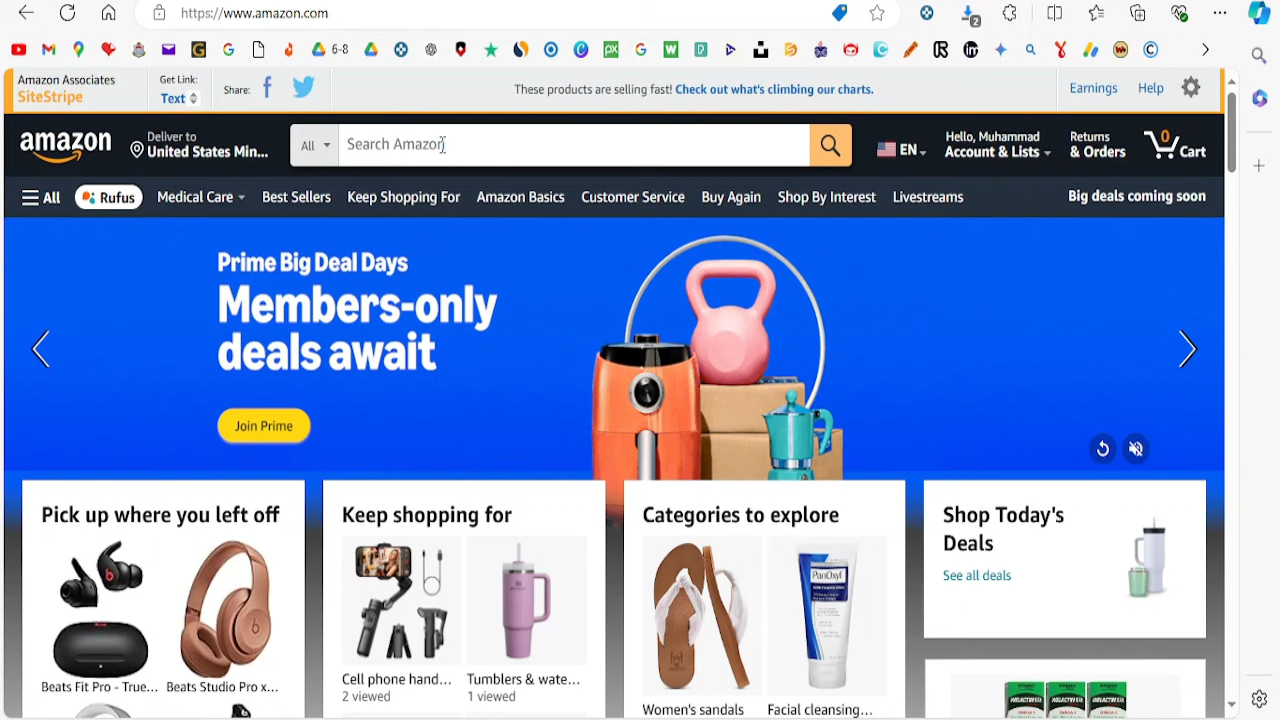 https://www.amazon.com
2
6-8
Amazon Associates
SiteStripe
Get Link:
Text
Share:
These products are selling fast! Check out what's climbing our charts.
Earnings
Help
amazon
Deliver to
United States Min...
All
Search Amazon
EN
Hello, Muhammad
Account & Lists
Returns
& Orders
0
Cart
All
Rufus
Medical Care
Best Sellers
Keep Shopping For
Amazon Basics
Customer Service
Buy Again
Shop By Interest
Livestreams
Big deals coming soon
Prime Big Deal Days
Members-only
deals await
Join Prime
Pick up where you left off
Beats Fit Pro - True...
Beats Studio Pro x...
Keep shopping for
Cell phone hand...
2 viewed
Tumblers & wate...
1 viewed
Categories to explore
PanOxyl
Women's sandals
Facial cleansing...
Shop Today's
Deals
See all deals